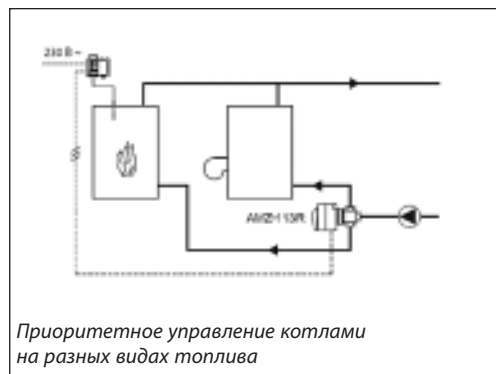 230 В ~
AMZ-113R
Приоритетное управление котлами
на разных видах топлива